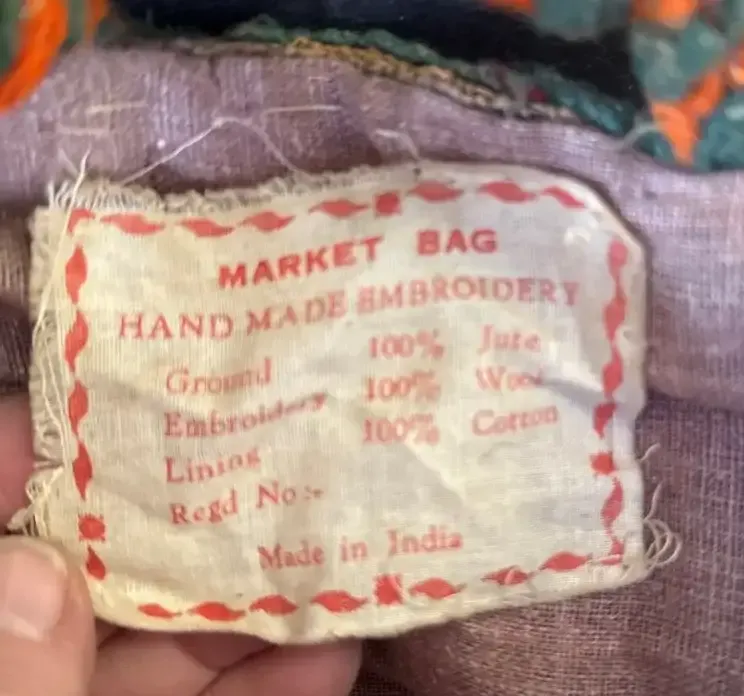 MARKET BAG
HAND MADE EMBROIDERY
Ground 100% Jute
Embroidery 100% Wool
Lining 100% Cotton
Regd No:-
Made in India